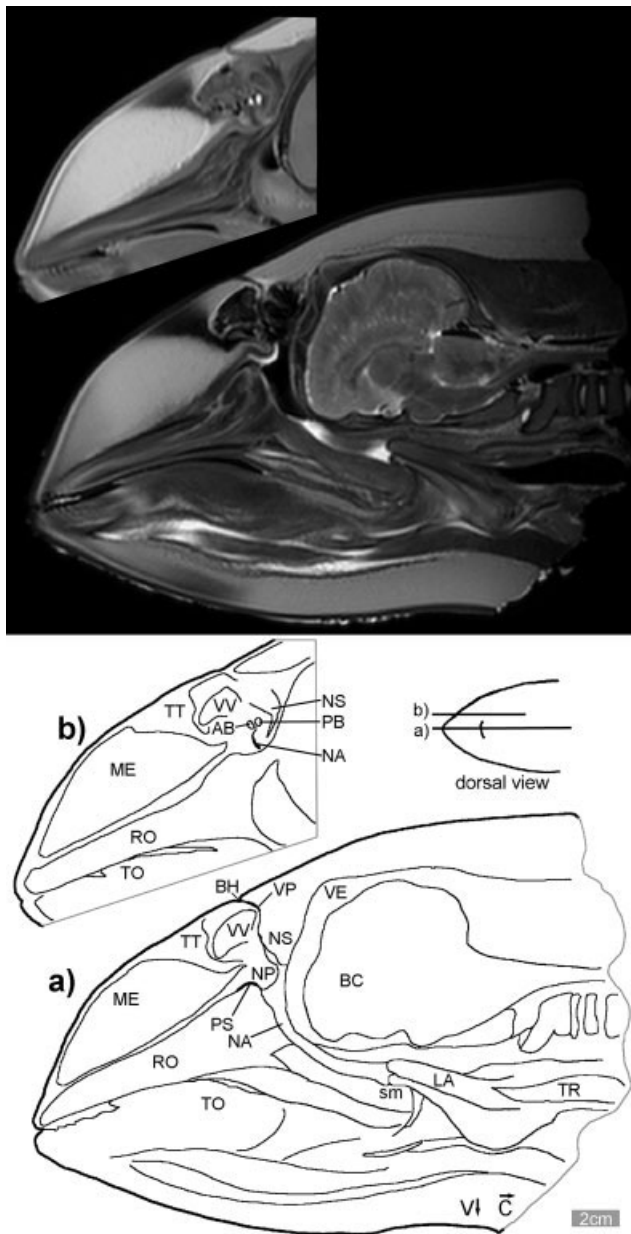 NS
VV
TT
PB
AB
b)
NA
b)
a)
ME
dorsal view
RO
TO
BH
VP
VE
VV
TT
NS
a)
NP
BC
ME
PS
NA
RO
LA
TO
sm
TR
V C
2cm